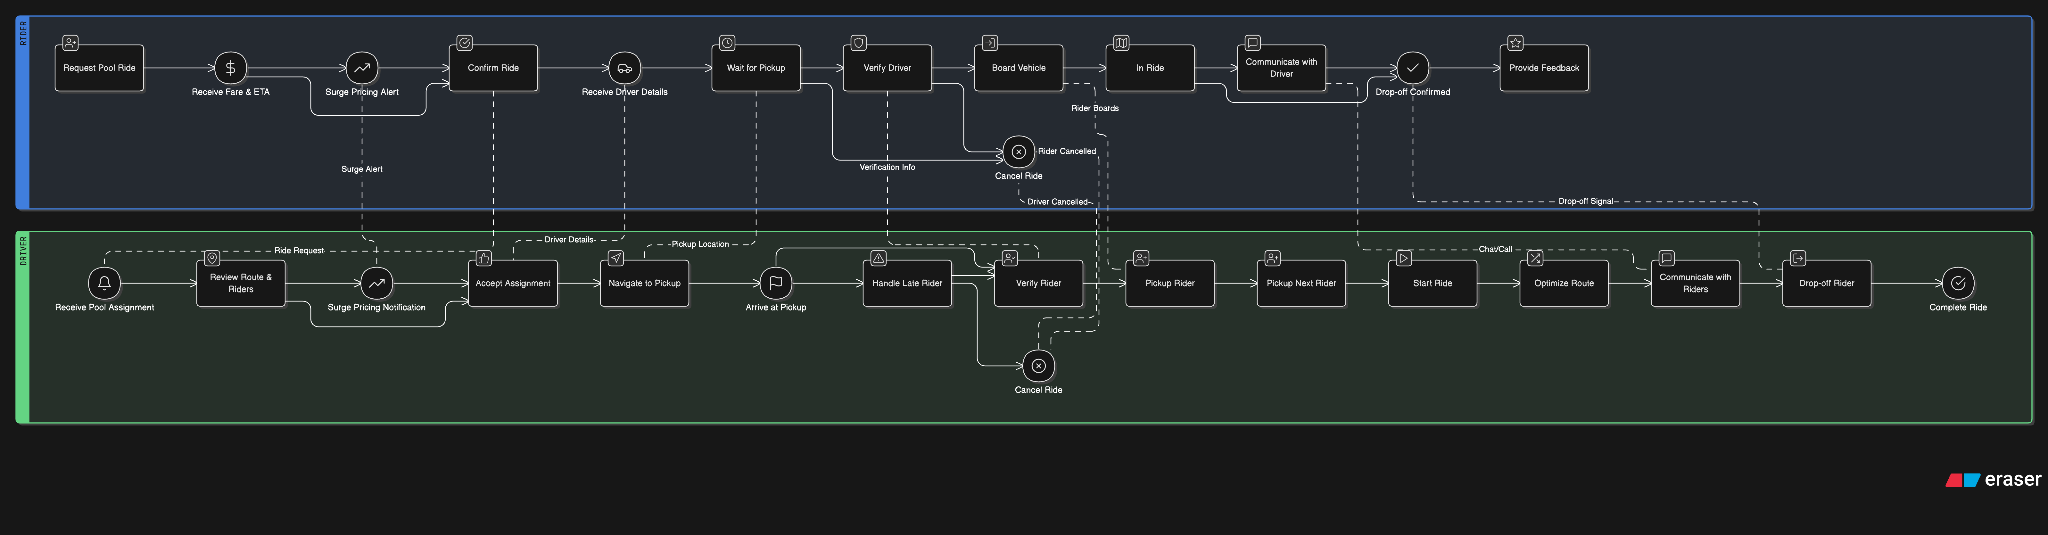 RIDER
Request Pool Ride
Receive Fare & ETA
Surge Pricing Alert
Confirm Ride
Receive Driver Details
Wait for Pickup
Verify Driver
Board Vehicle
In Ride
Communicate with
Driver
Drop-off Confirmed
Provide Feedback
Rider Boards
Surge Alert
Verification Info
Rider Cancelled
Cancel Ride
Driver Cancelled
Drop-off Signal
DRIVER
Ride Request
Driver Details
Pickup Location
Chat/Call
Receive Pool Assignment
Review Route &
Riders
Surge Pricing Notification
Accept Assignment
Navigate to Pickup
Arrive at Pickup
Handle Late Rider
Verify Rider
Pickup Rider
Pickup Next Rider
Start Ride
Optimize Route
Communicate with
Riders
Drop-off Rider
Complete Ride
Cancel Ride
eraser